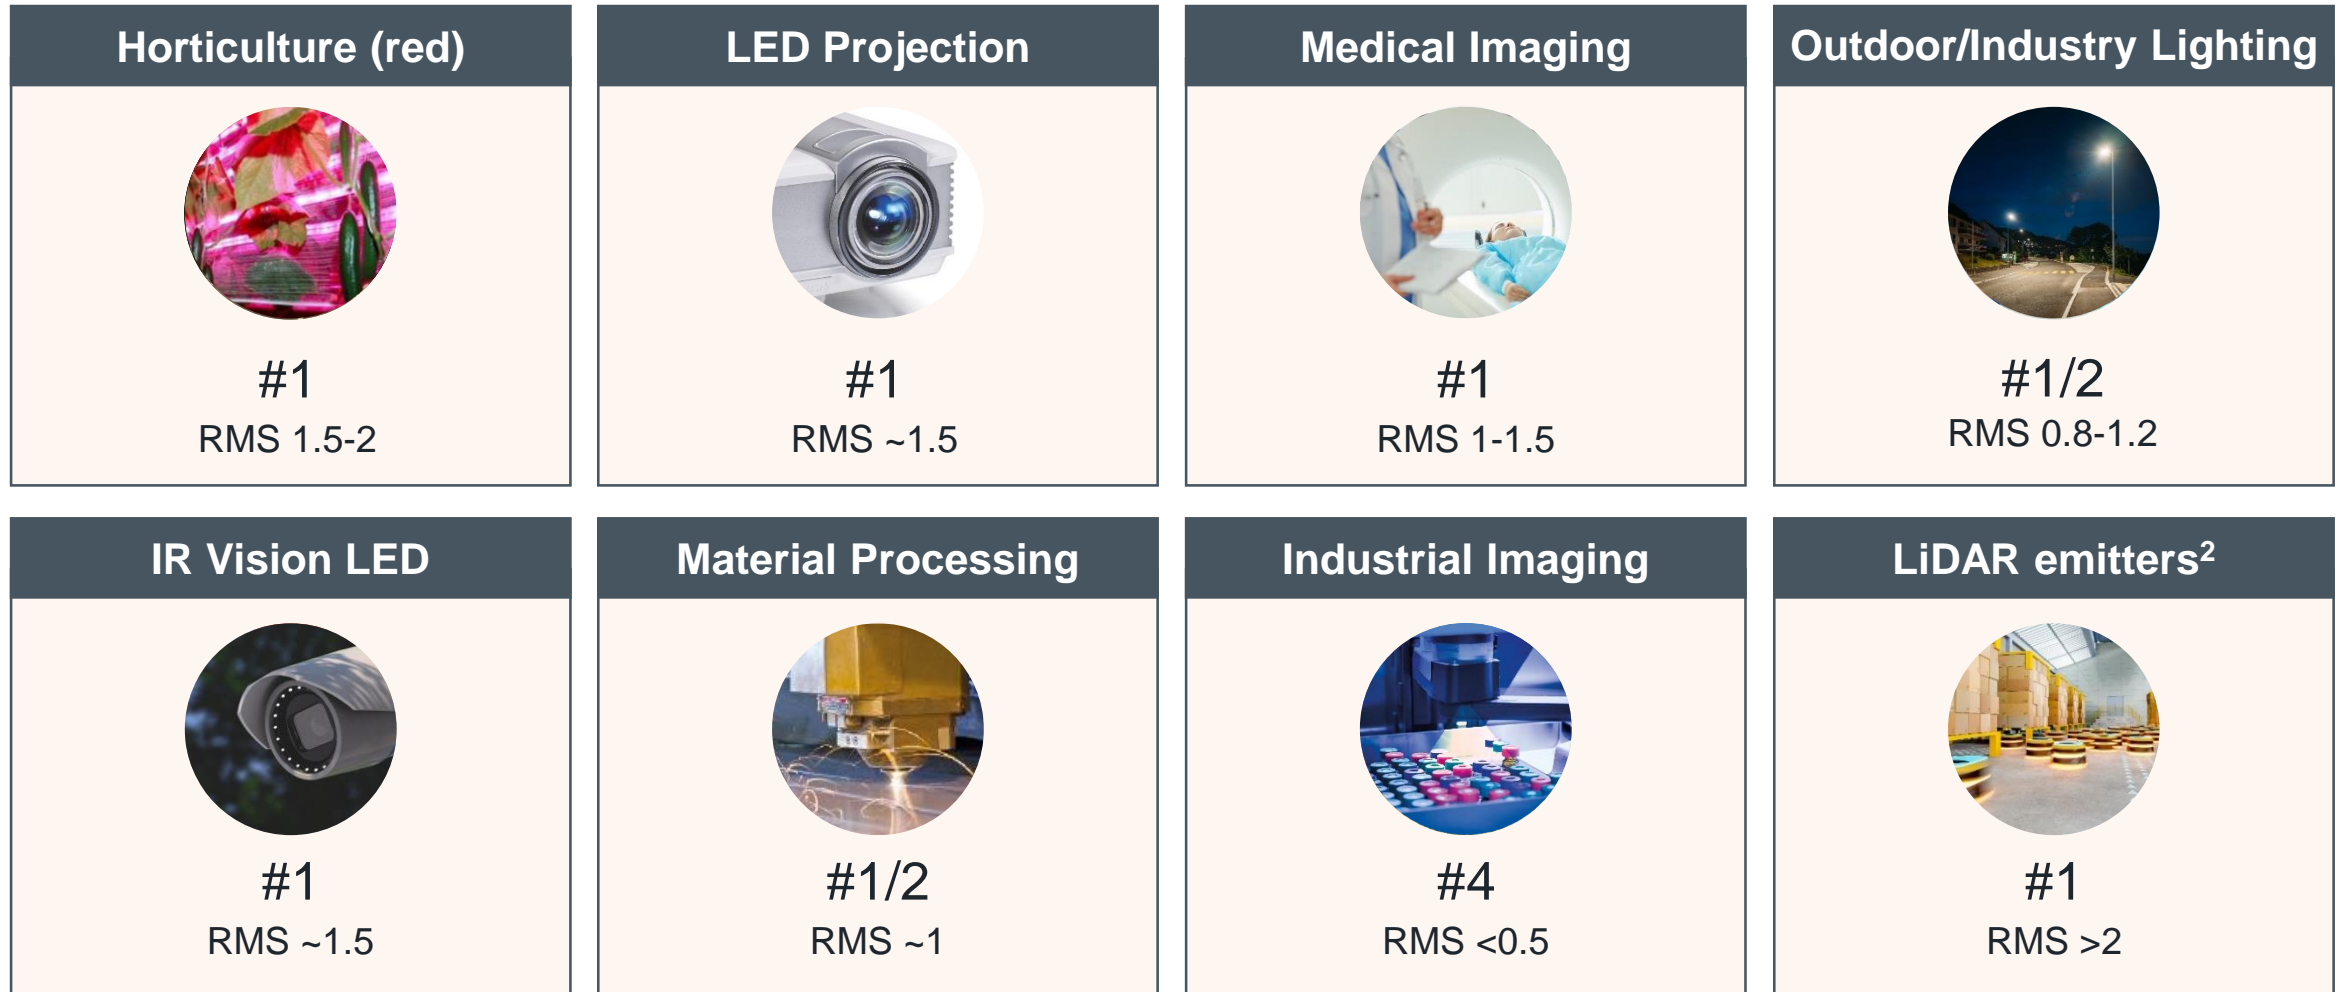 Horticulture (red)
#1
RMS 1.5-2
LED Projection
#1
RMS ~1.5
Medical Imaging
#1
RMS 1-1.5
Outdoor/Industry Lighting
#1/2
RMS 0.8-1.2
IR Vision LED
#1
RMS ~1.5
Material Processing
#1/2
RMS ~1
Industrial Imaging
#4
RMS <0.5
LiDAR emitters²
#1
RMS >2